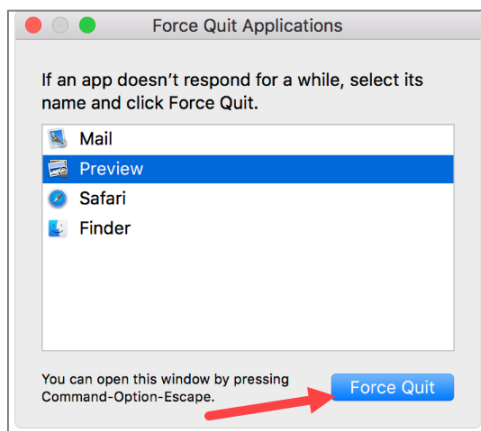 Force Quit Applications
If an app doesn’t respond for a while, select its
name and click Force Quit.
Mail
Preview
Safari
Finder
You can open this window by pressing
Command-Option-Escape.
Force Quit